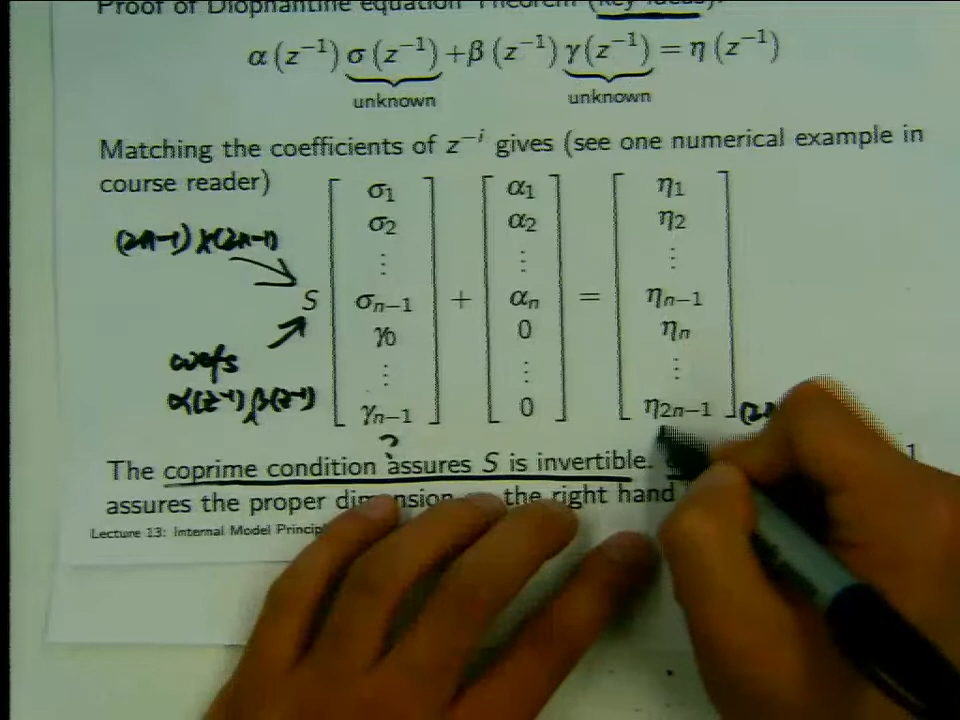 Proof of Diophantine equation Theorem (key ideas):
α(z⁻¹) σ(z⁻¹) + β(z⁻¹) γ(z⁻¹) = η(z⁻¹)
unknown unknown
Matching the coefficients of z⁻ⁱ gives (see one numerical example in
course reader)
(2n-1)×(2n-1)
coefs
α(z⁻¹) β(z⁻¹)
S [ σ₁ σ₂ ⋮ σₙ₋₁ γ₀ ⋮ γₙ₋₁ ] + [ α₁ α₂ ⋮ αₙ 0 ⋮ 0 ] = [ η₁ η₂ ⋮ ηₙ₋₁ ηₙ ⋮ η₂ₙ₋₁ ]
?
The coprime condition assures S is invertible.
assures the proper dimension the right hand
Lecture 13: Internal Model